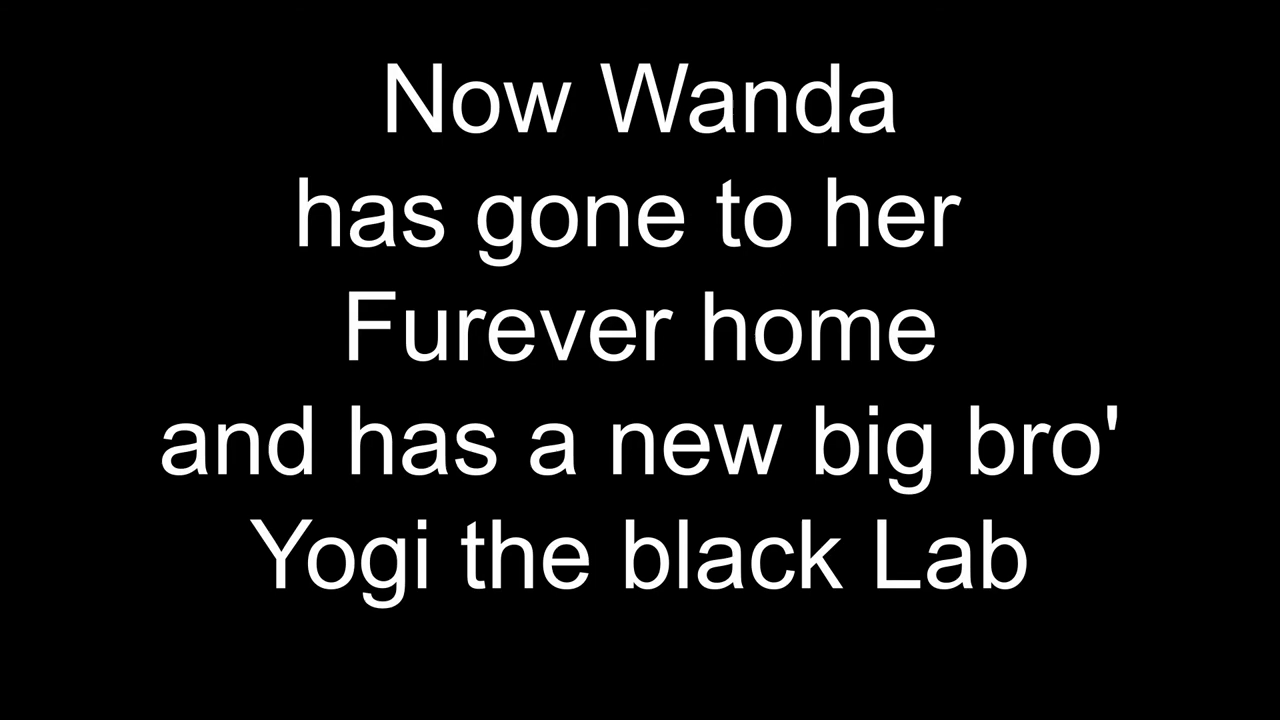 Now Wanda
has gone to her
Furever home
and has a new big bro'
Yogi the black Lab